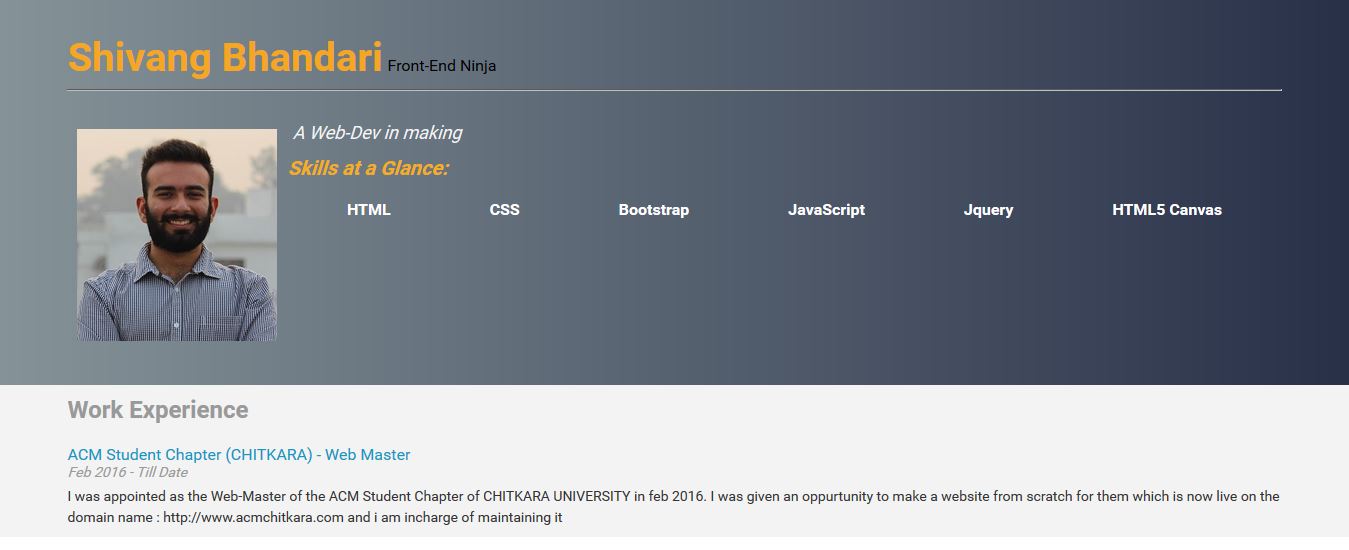 Shivang Bhandari Front-End Ninja
A Web-Dev in making
Skills at a Glance:
HTML CSS Bootstrap JavaScript Jquery HTML5 Canvas
Work Experience
ACM Student Chapter (CHITKARA) - Web Master
Feb 2016 - Till Date
I was appointed as the Web-Master of the ACM Student Chapter of CHITKARA UNIVERSITY in feb 2016. I was given an oppurtunity to make a website from scratch for them which is now live on the
domain name : http://www.acmchitkara.com and i am incharge of maintaining it